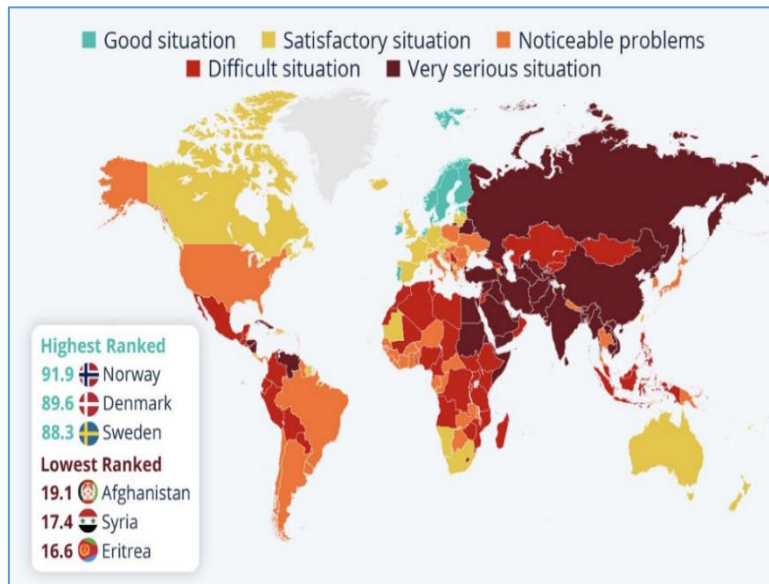 Good situation Satisfactory situation Noticeable problems
Difficult situation Very serious situation
Highest Ranked
91.9 Norway
89.6 Denmark
88.3 Sweden
Lowest Ranked
19.1 Afghanistan
17.4 Syria
16.6 Eritrea